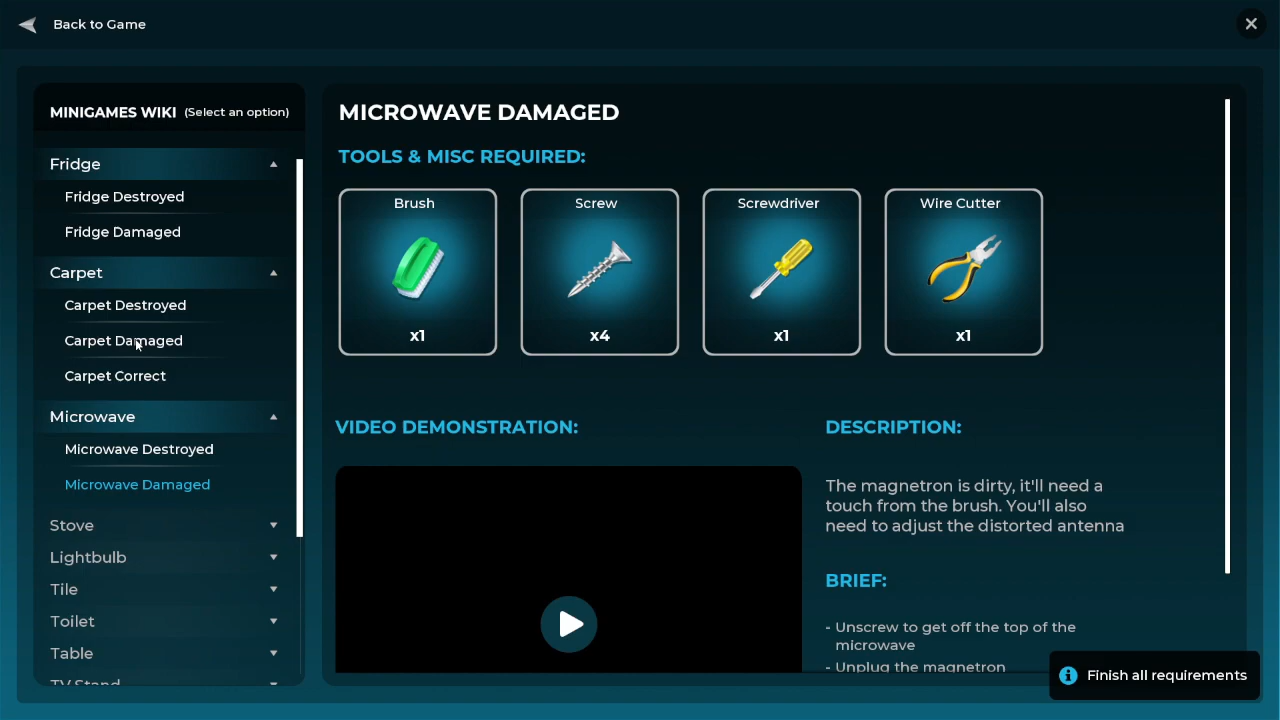 Back to Game
MINIGAMES WIKI (Select an option)
Fridge
Fridge Destroyed
Fridge Damaged
Carpet
Carpet Destroyed
Carpet Damaged
Carpet Correct
Microwave
Microwave Destroyed
Microwave Damaged
Stove
Lightbulb
Tile
Toilet
Table
TV Stand
MICROWAVE DAMAGED
TOOLS & MISC REQUIRED:
Brush
x1
Screw
x4
Screwdriver
x1
Wire Cutter
x1
VIDEO DEMONSTRATION:
DESCRIPTION:
The magnetron is dirty, it'll need a
touch from the brush. You'll also
need to adjust the distorted antenna
BRIEF:
- Unscrew to get off the top of the
microwave
- Unplug the magnetron
Finish all requirements